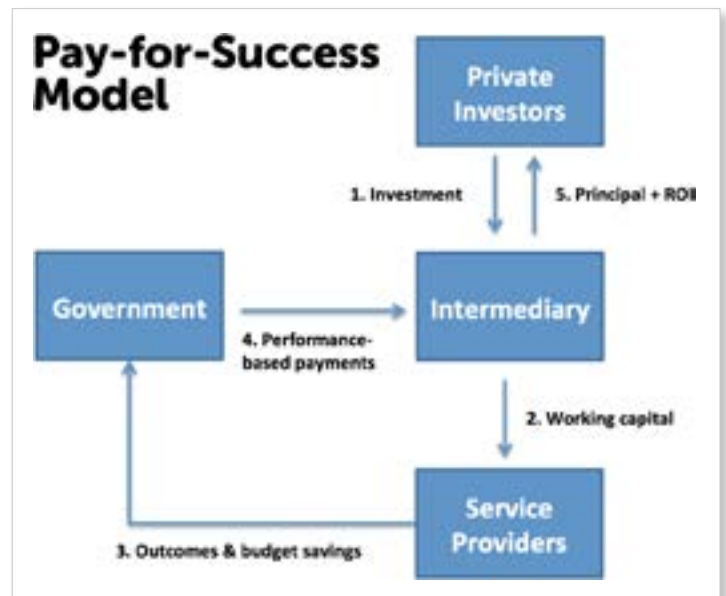 Pay-for-Success
Model
Private
Investors
1. Investment
5. Principal + ROI
Government
Intermediary
4. Performance-
based payments
2. Working capital
Service
Providers
3. Outcomes & budget savings